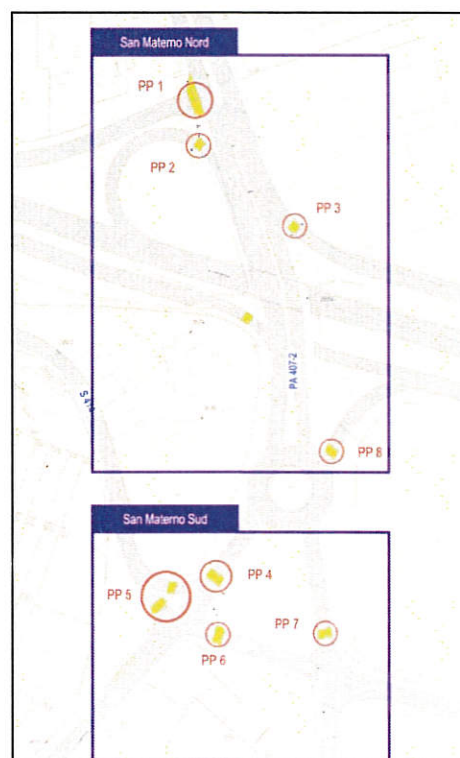 San Materno Nord
PP 1
PP 2
PP 3
PA 407-2
PP 8
San Materno Sud
PP 4
PP 5
PP 7
PP 6